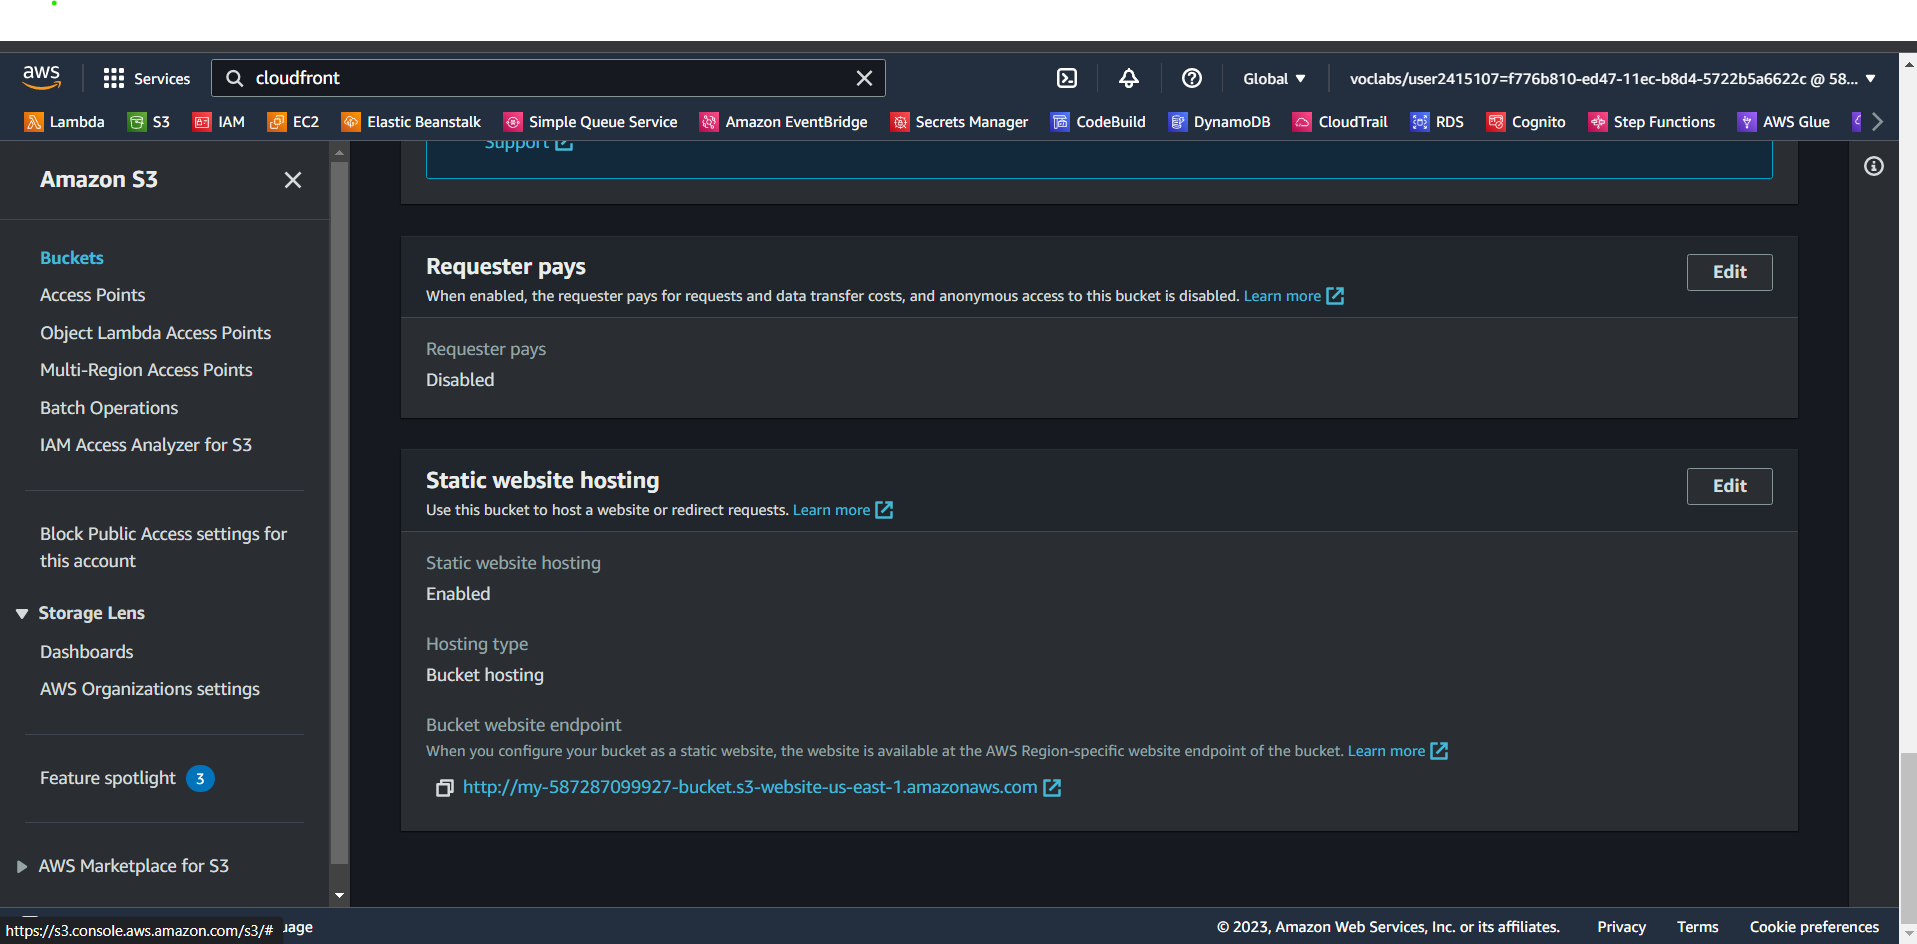 aws
Services
cloudfront
Global
voclabs/user2415107=f776b810-ed47-11ec-b8d4-5722b5a6622c @ 58...
Lambda
S3
IAM
EC2
Elastic Beanstalk
Simple Queue Service
Amazon EventBridge
Secrets Manager
CodeBuild
DynamoDB
CloudTrail
RDS
Cognito
Step Functions
AWS Glue
Amazon S3
Buckets
Access Points
Object Lambda Access Points
Multi-Region Access Points
Batch Operations
IAM Access Analyzer for S3
Block Public Access settings for
this account
Storage Lens
Dashboards
AWS Organizations settings
Feature spotlight 3
AWS Marketplace for S3
Support
Requester pays
Edit
When enabled, the requester pays for requests and data transfer costs, and anonymous access to this bucket is disabled. Learn more
Requester pays
Disabled
Static website hosting
Edit
Use this bucket to host a website or redirect requests. Learn more
Static website hosting
Enabled
Hosting type
Bucket hosting
Bucket website endpoint
When you configure your bucket as a static website, the website is available at the AWS Region-specific website endpoint of the bucket. Learn more
http://my-587287099927-bucket.s3-website-us-east-1.amazonaws.com
https://s3.console.aws.amazon.com/s3/#
uage
© 2023, Amazon Web Services, Inc. or its affiliates.
Privacy
Terms
Cookie preferences